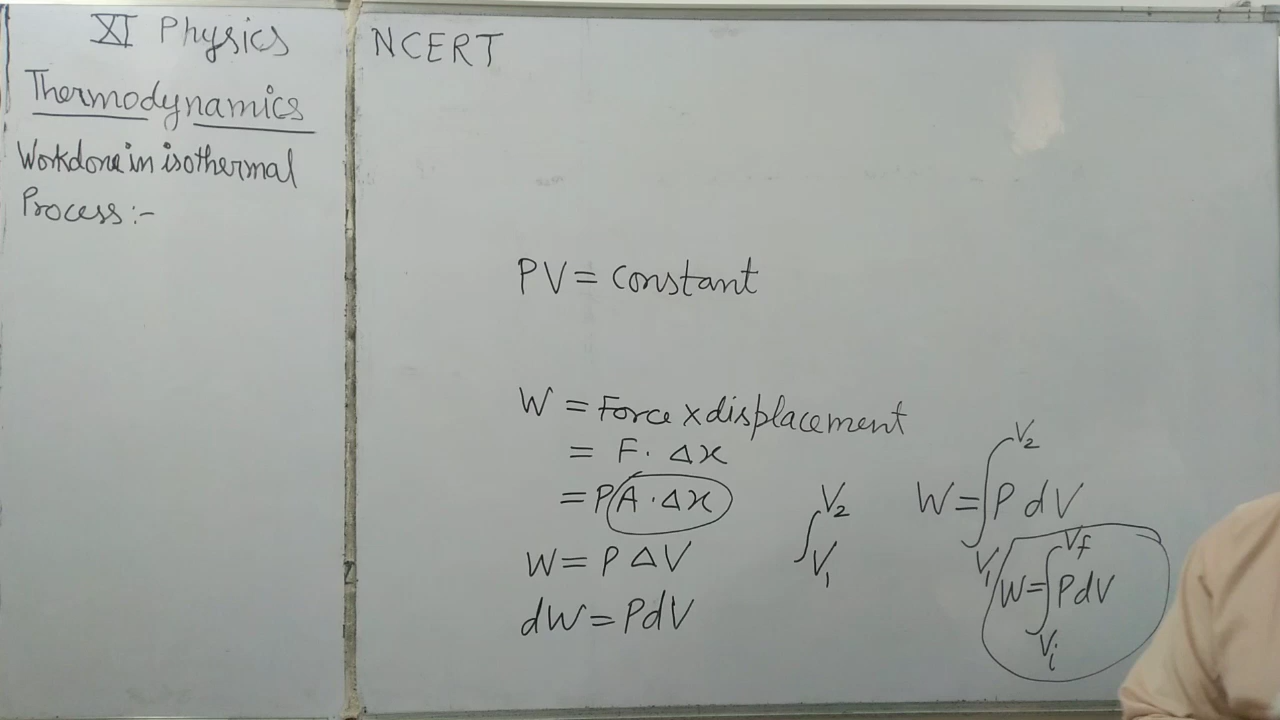 XI Physics
Thermodynamics
Workdone in isothermal
Process :-
NCERT
PV = Constant
W = Force × displacement
= F. Δx
= P A . Δx
W = P ΔV
dW = PdV
∫ V₂ V₁
W = ∫ V₂ V₁ P dV
W = ∫ Vf Vi PdV